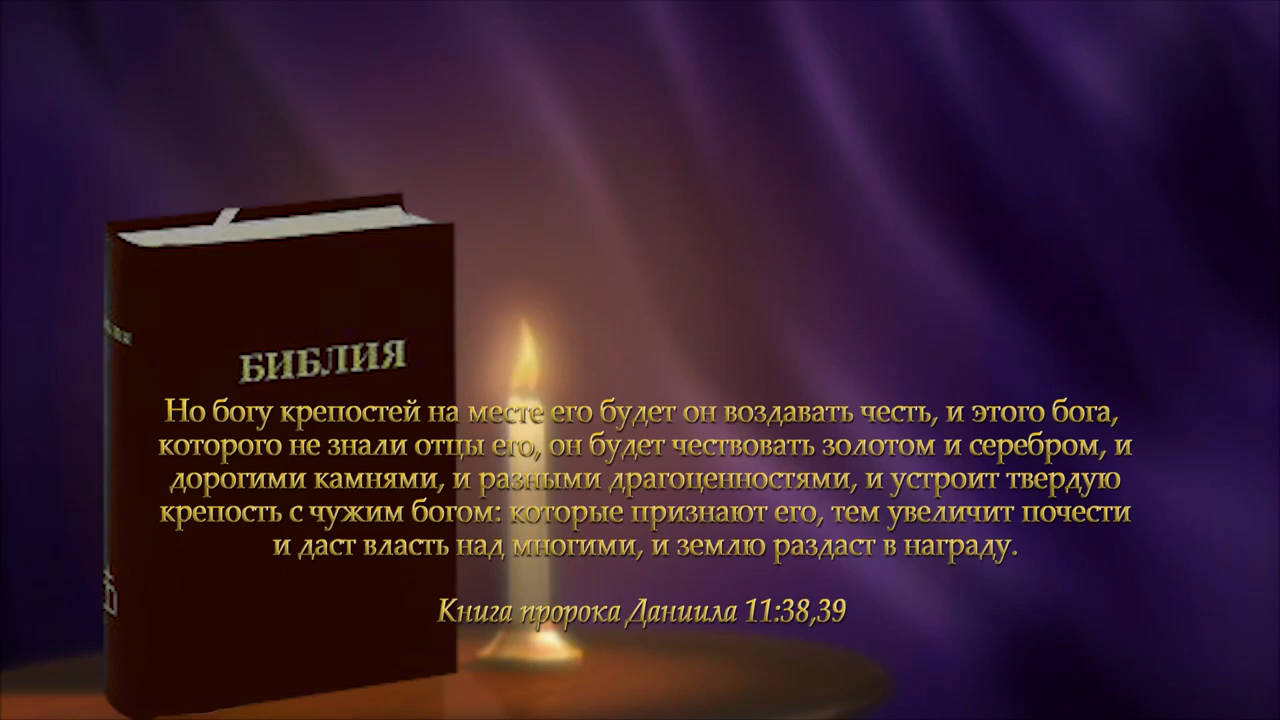 БИБЛИЯ
Но богу крепостей на месте его будет он воздавать честь, и этого бога,
которого не знали отцы его, он будет чествовать золотом и серебром, и
дорогими камнями, и разными драгоценностями, и устроит твердую
крепость с чужим богом: которые признают его, тем увеличит почести
и даст власть над многими, и землю раздаст в награду.
Книга пророка Даниила 11:38,39